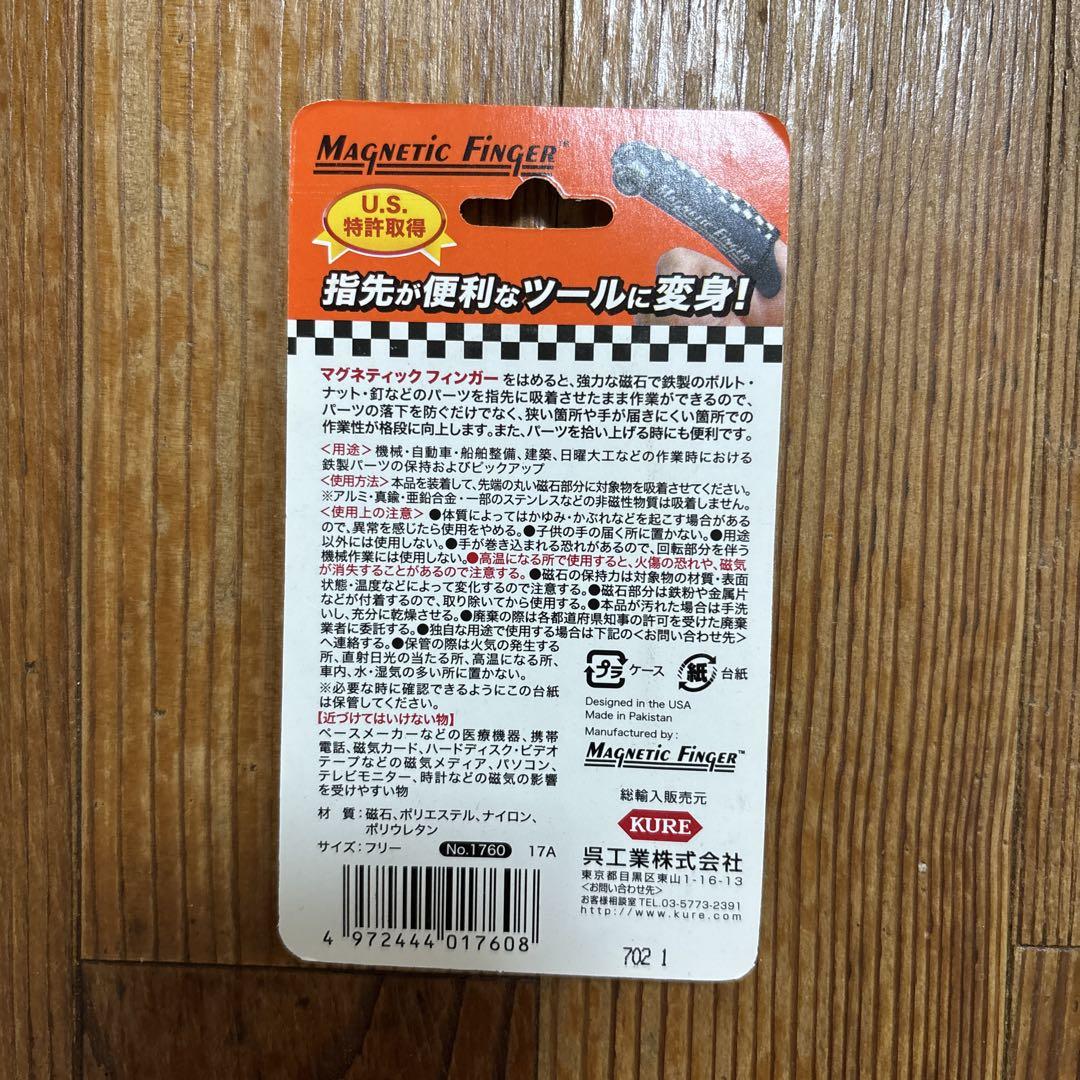 MAGNETIC FINGER™
U.S.
特許取得
MAGNETIC FINGER
指先が便利なツールに変身!
マグネティック フィンガー をはめると、強力な磁石で鉄製のボルト・
ナット・釘などのパーツを指先に吸着させたまま作業ができるので、
パーツの落下を防ぐだけでなく、狭い箇所や手が届きにくい箇所での
作業性が格段に向上します。また、パーツを拾い上げる時にも便利です。
<用途> 機械・自動車・船舶整備、建築、日曜大工などの作業時における
鉄製パーツの保持およびピックアップ
<使用方法> 本品を装着して、先端の丸い磁石部分に対象物を吸着させてください。
※アルミ・真鍮・亜鉛合金・一部のステンレスなどの非磁性物質は吸着しません。
<使用上の注意> ●体質によってはかゆみ・かぶれなどを起こす場合がある
ので、異常を感じたら使用をやめる。●子供の手の届く所に置かない。●用途
以外には使用しない。●手が巻き込まれる恐れがあるので、回転部分を伴う
機械作業には使用しない。●高温になる所で使用すると、火傷の恐れや、磁気
が消失することがあるので注意する。●磁石の保持力は対象物の材質・表面
状態・温度などによって変化するので注意する。●磁石部分は鉄粉や金属片
などが付着するので、取り除いてから使用する。●本品が汚れた場合は手洗
いし、充分に乾燥させる。●廃棄の際は各都道府県知事の許可を受けた廃棄
業者に委託する。●独自な用途で使用する場合は下記の<お問い合わせ先>
へ連絡する。●保管の際は火気の発生する
所、直射日光の当たる所、高温になる所、
車内、水・湿気の多い所に置かない。
※必要な時に確認できるようにこの台紙
は保管してください。
【近づけてはいけない物】
ペースメーカーなどの医療機器、携帯
電話、磁気カード、ハードディスク・ビデオ
テープなどの磁気メディア、パソコン、
テレビモニター、時計などの磁気の影響
を受けやすい物
材 質:磁石、ポリエステル、ナイロン、
ポリウレタン
サイズ:フリー No.1760 17A
4 972444 017608
プラ ケース 紙 台紙
Designed in the USA
Made in Pakistan
Manufactured by :
MAGNETIC FINGER™
総輸入販売元
KURE
呉工業株式会社
東京都目黒区東山1-16-13
<お問い合わせ先>
お客様相談室 TEL.03-5773-2391
http://www.kure.com
702 1